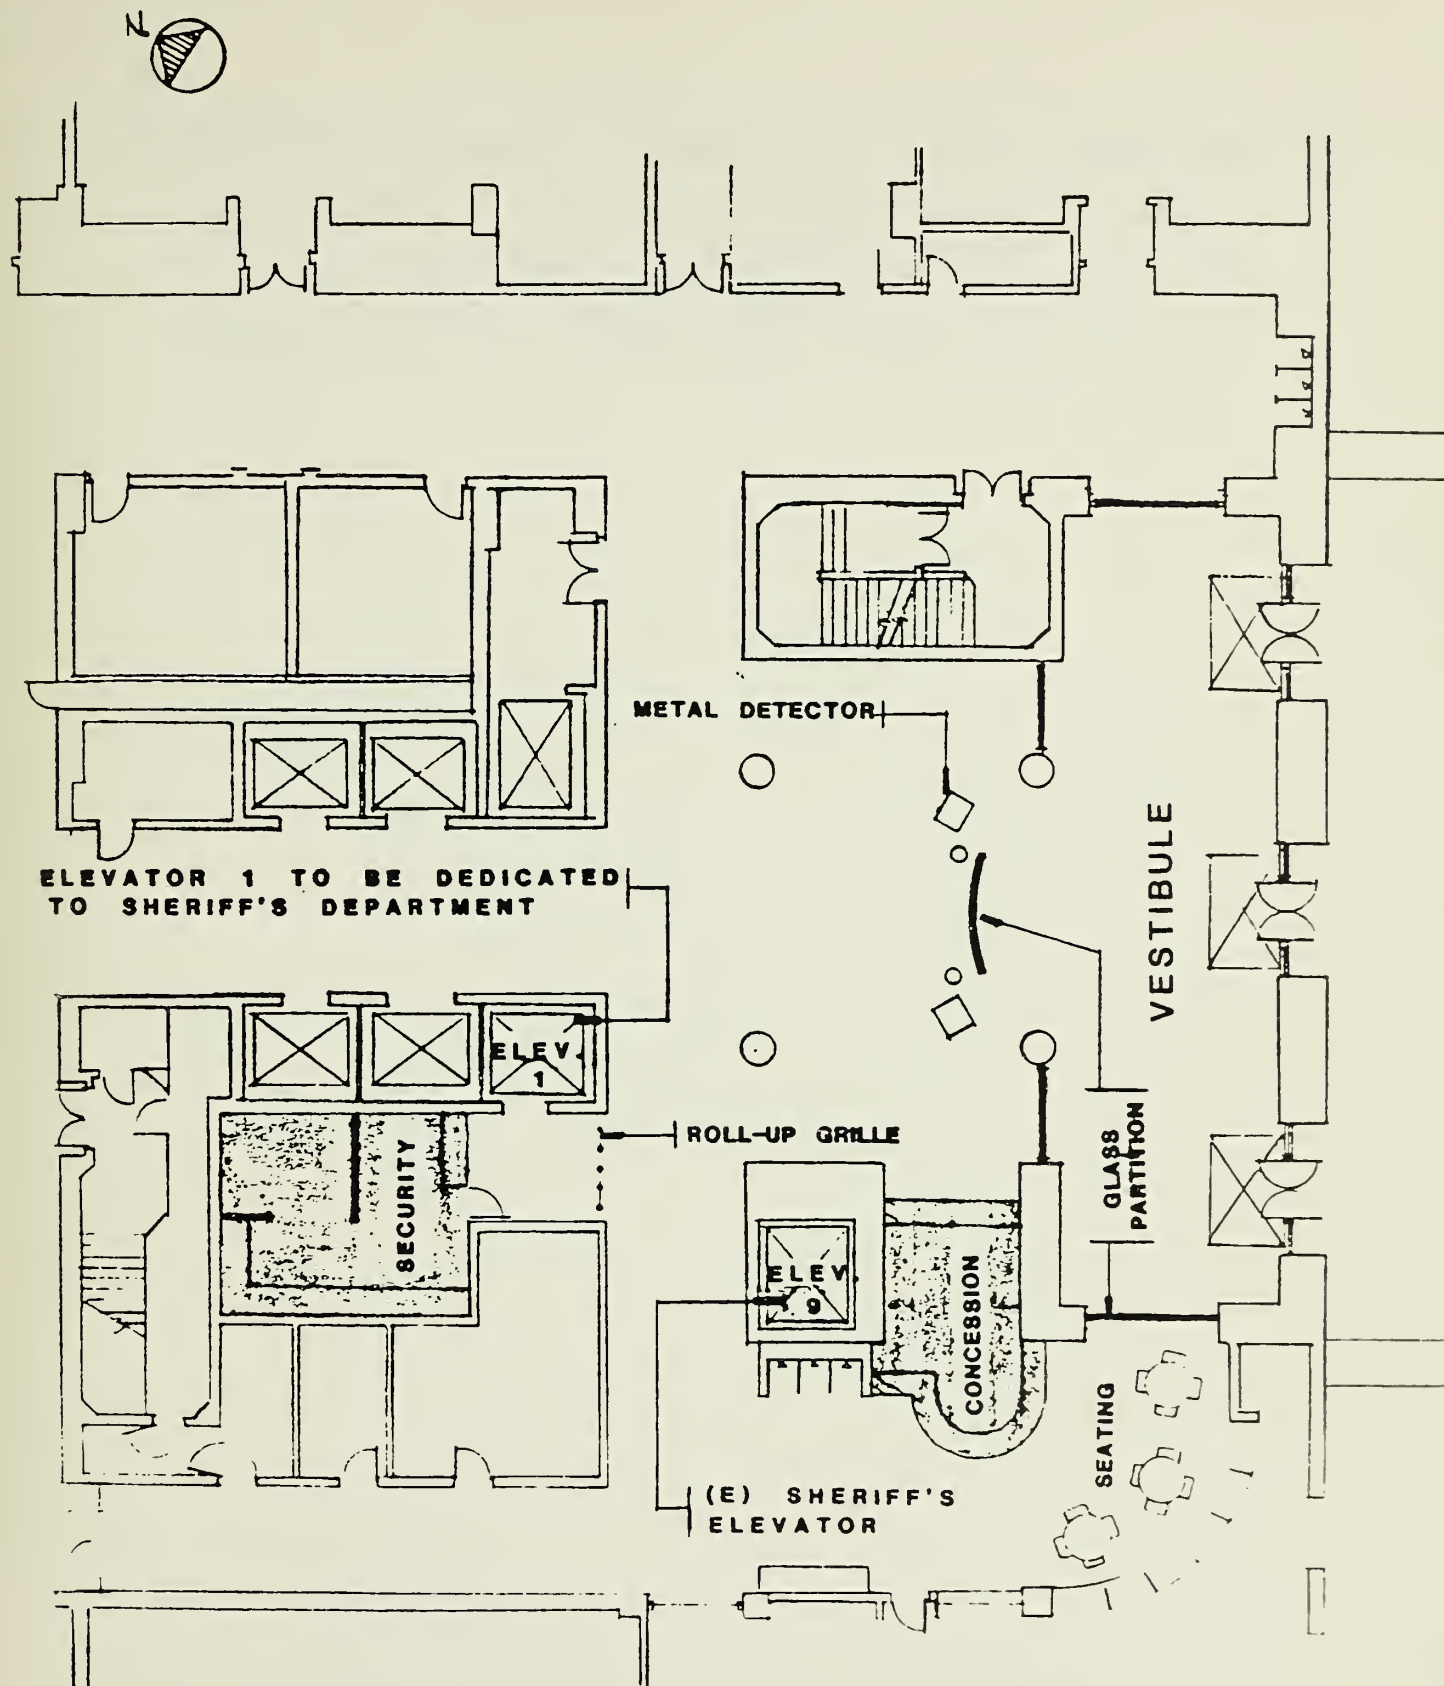 N
METAL DETECTOR
VESTIBULE
ELEVATOR 1 TO BE DEDICATED
TO SHERIFF'S DEPARTMENT
ELEV.
1
ROLL-UP GRILLE
SECURITY
GLASS
PARTITION
ELEV
9
CONCESSION
SEATING
(E) SHERIFF'S
ELEVATOR